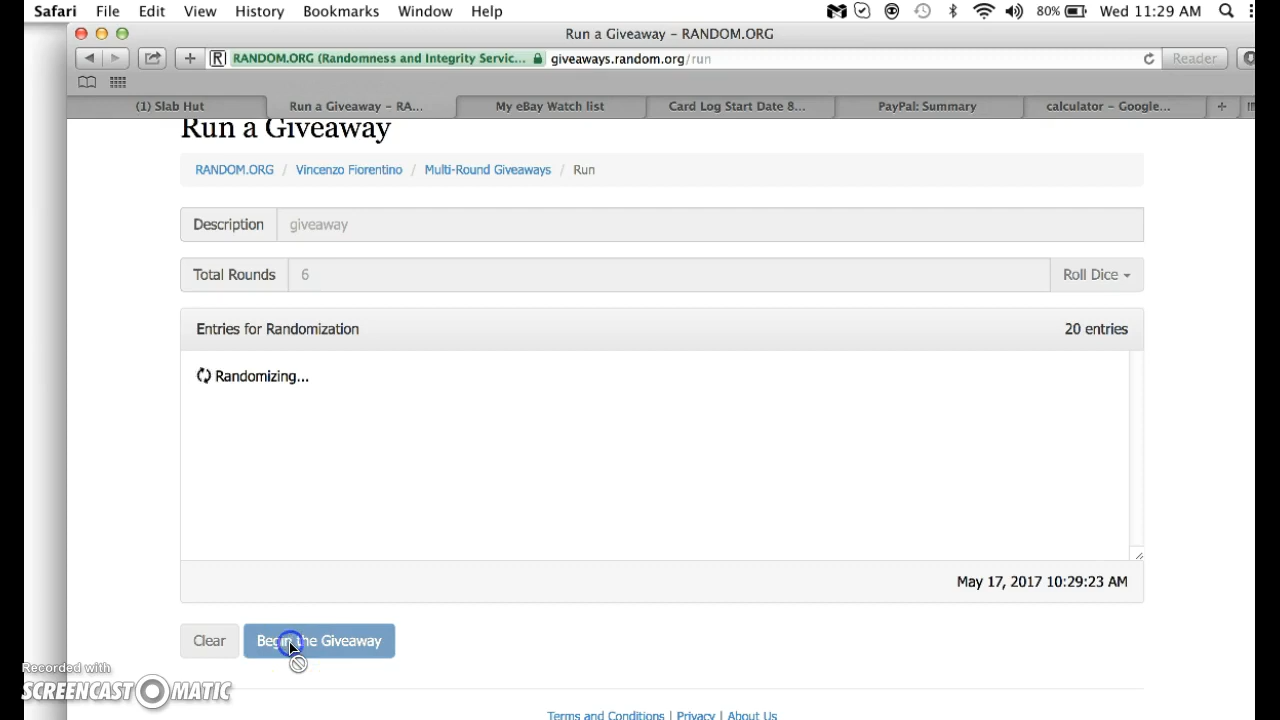 Safari File Edit View History Bookmarks Window Help 80% Wed 11:29 AM
Run a Giveaway – RANDOM.ORG
R RANDOM.ORG (Randomness and Integrity Servic... giveaways.random.org/run Reader
(1) Slab Hut Run a Giveaway – RA... My eBay Watch list Card Log Start Date 8... PayPal: Summary calculator – Google... +
Run a Giveaway
RANDOM.ORG / Vincenzo Fiorentino / Multi-Round Giveaways / Run
Description giveaway
Total Rounds 6 Roll Dice
Entries for Randomization 20 entries
Randomizing...
May 17, 2017 10:29:23 AM
Clear Begin the Giveaway
Recorded with
SCREENCAST-O-MATIC
Terms and Conditions | Privacy | About Us